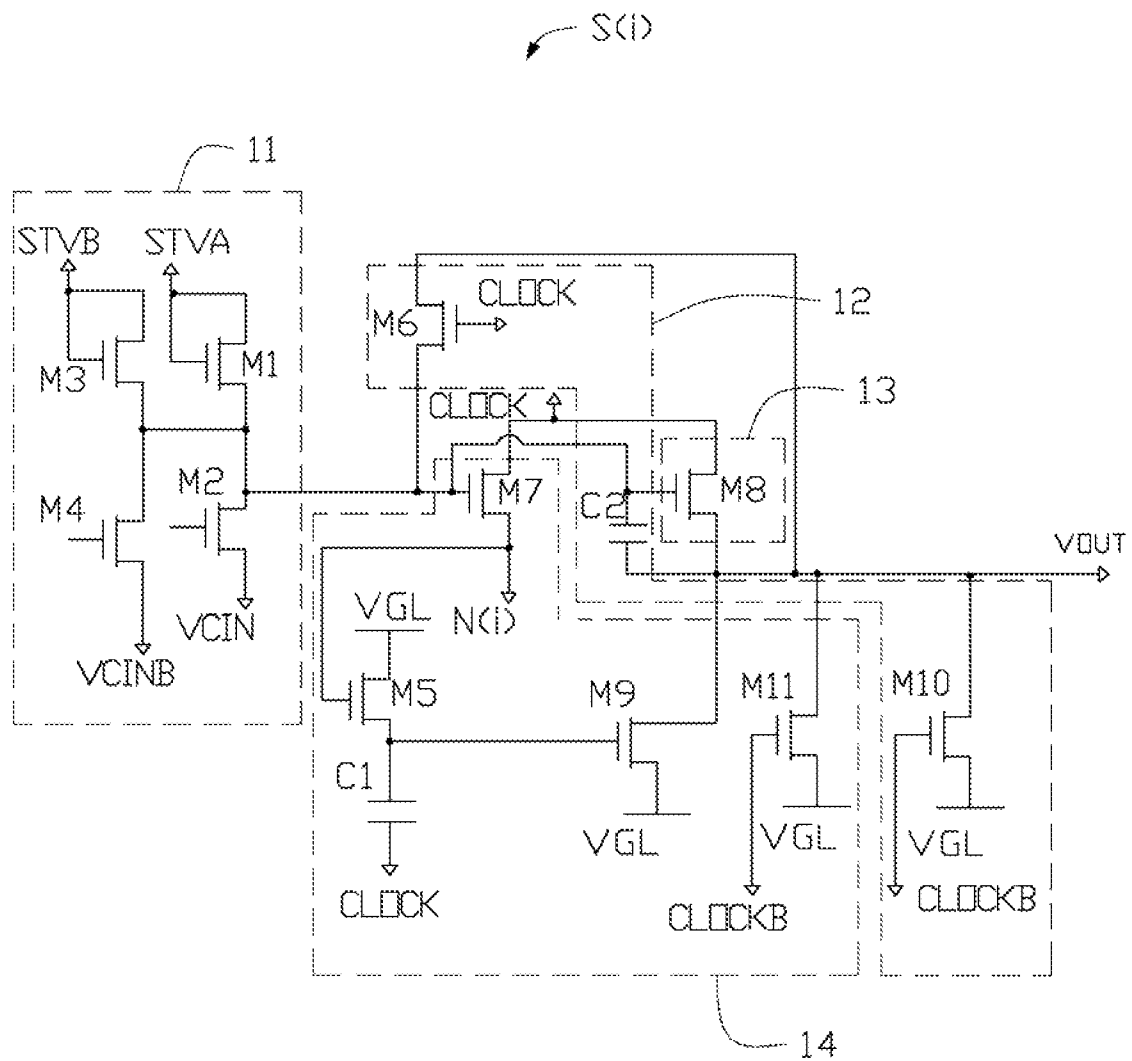 S(i)
11
STVB
STVA
CLOCK
12
M6
M3
M1
13
CLOCK
M2
M7
M8
M4
C2
VOUT
VCIN
VGL
N(i)
VCINB
M5
M9
M11
M10
C1
VGL
VGL
VGL
CLOCK
CLOCKB
CLOCKB
14